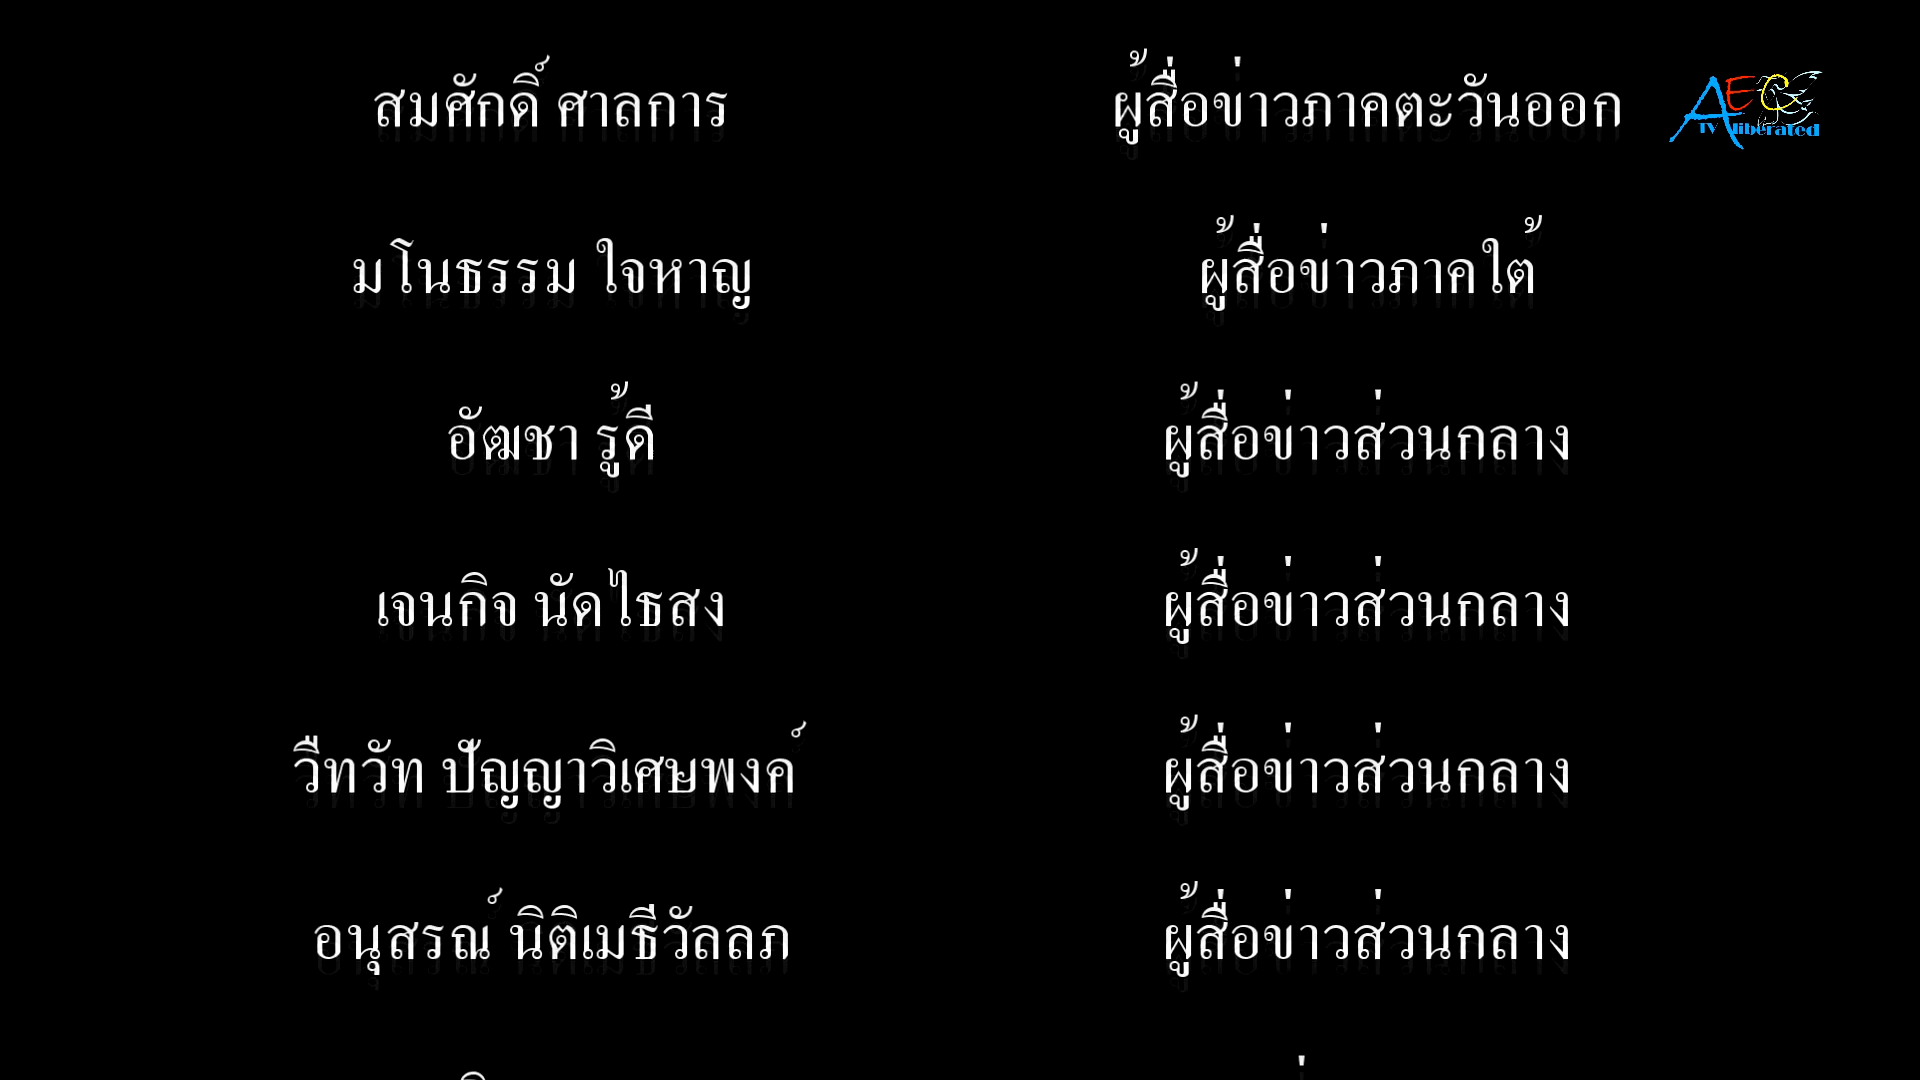 สมศักดิ์ ศาลการ ผู้สื่อข่าวภาคตะวันออก
AEC
TV liberated
มโนธรรม ใจหาญ ผู้สื่อข่าวภาคใต้
อัฒชา รู้ดี ผู้สื่อข่าวส่วนกลาง
เจนกิจ นัดไธสง ผู้สื่อข่าวส่วนกลาง
วืทวัท ปัญญาวิเศษพงค์ ผู้สื่อข่าวส่วนกลาง
อนุสรณ์ นิติเมธีวัลลภ ผู้สื่อข่าวส่วนกลาง